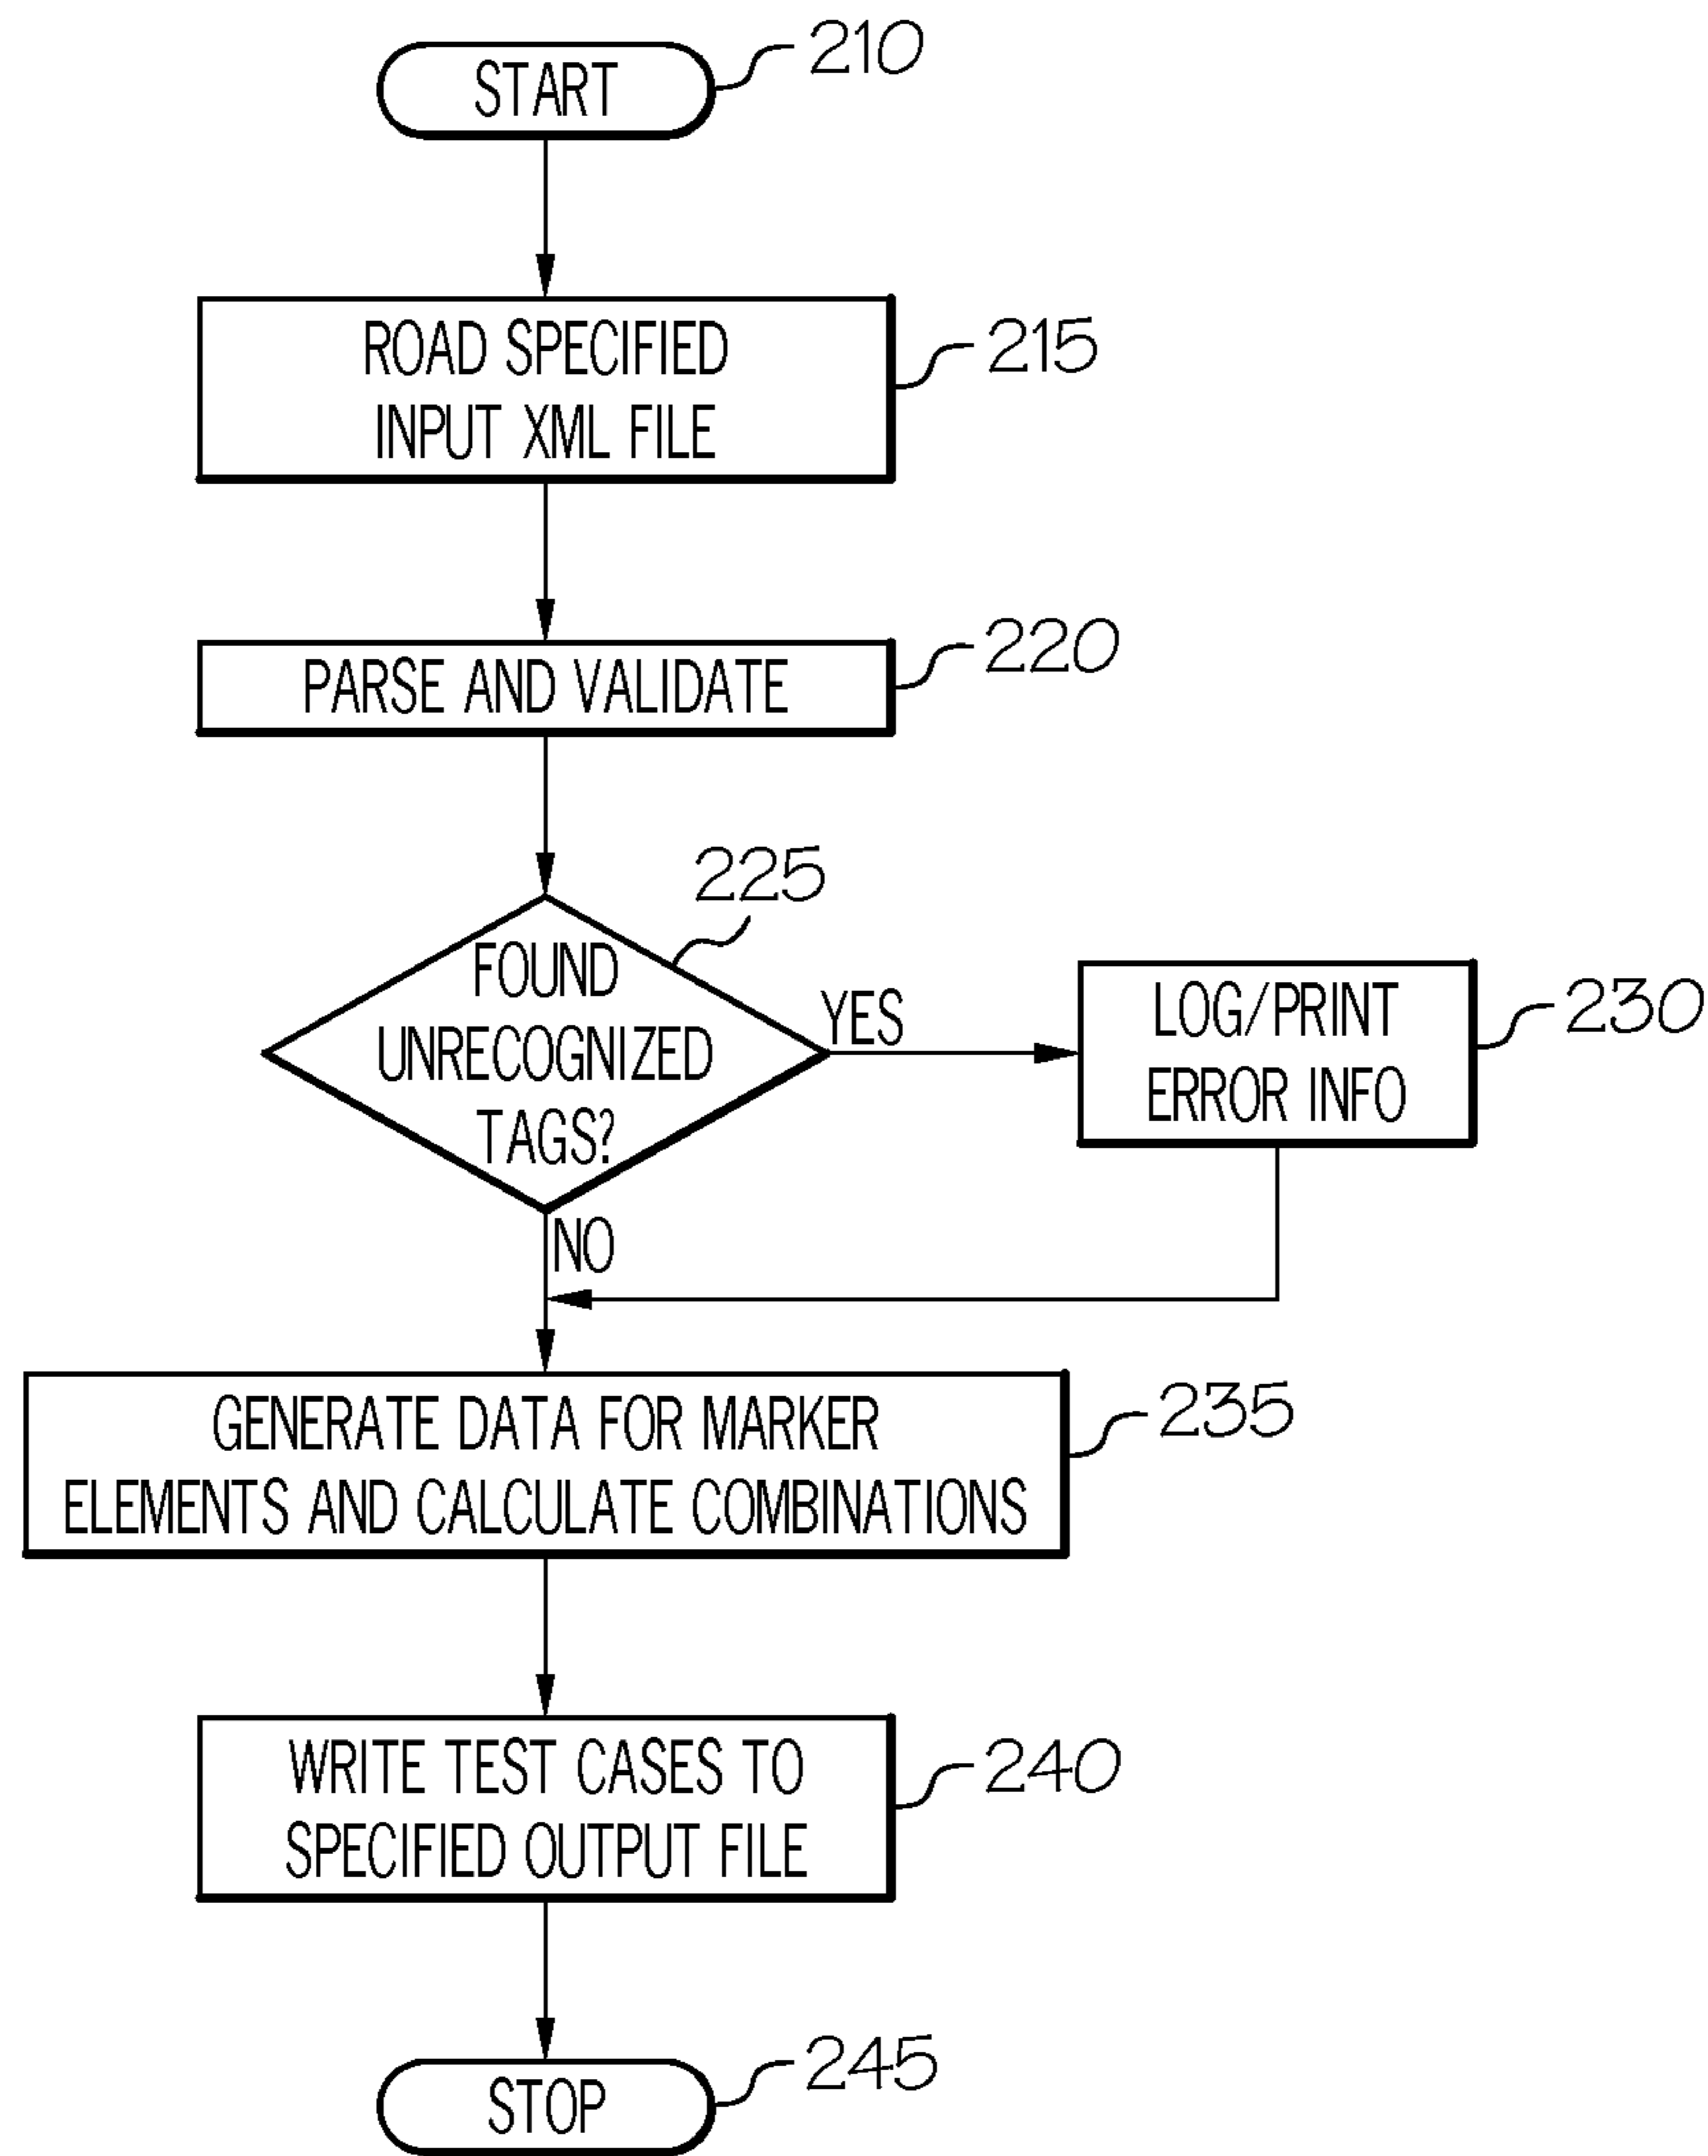 START
210
ROAD SPECIFIED
INPUT XML FILE
215
PARSE AND VALIDATE
220
225
FOUND
UNRECOGNIZED
TAGS?
YES
LOG/PRINT
ERROR INFO
230
NO
GENERATE DATA FOR MARKER
ELEMENTS AND CALCULATE COMBINATIONS
235
WRITE TEST CASES TO
SPECIFIED OUTPUT FILE
240
STOP
245